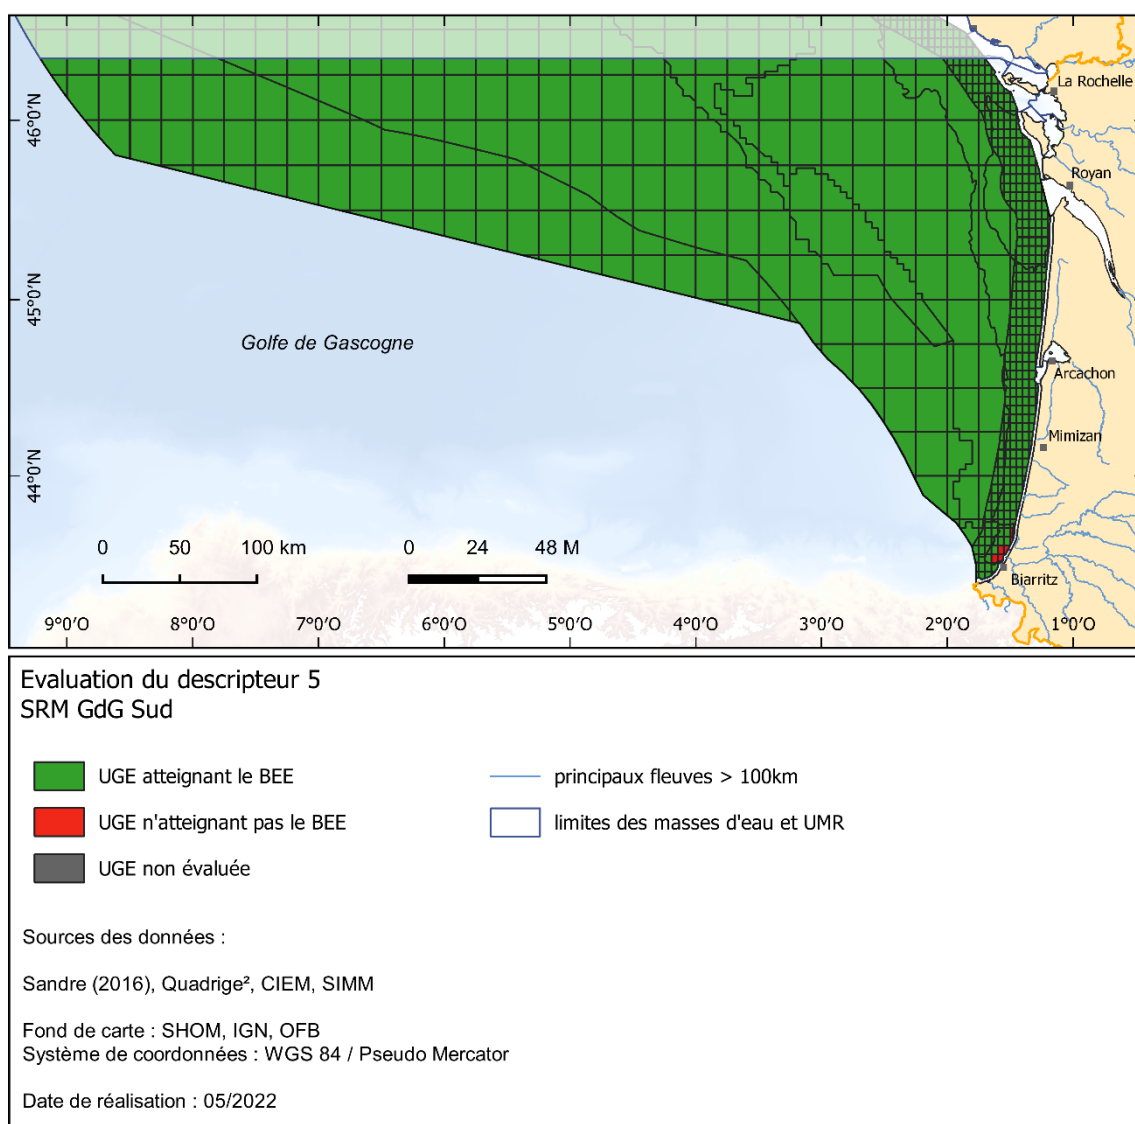 46°0'N
La Rochelle
Royan
45°0'N
Golfe de Gascogne
Arcachon
Mimizan
44°0'N
0 50 100 km
0 24 48 M
Biarritz
9°0'O 8°0'O 7°0'O 6°0'O 5°0'O 4°0'O 3°0'O 2°0'O 1°0'O
Evaluation du descripteur 5
SRM GdG Sud
UGE atteignant le BEE
principaux fleuves > 100km
UGE n'atteignant pas le BEE
limites des masses d'eau et UMR
UGE non évaluée
Sources des données :
Sandre (2016), Quadrige², CIEM, SIMM
Fond de carte : SHOM, IGN, OFB
Système de coordonnées : WGS 84 / Pseudo Mercator
Date de réalisation : 05/2022